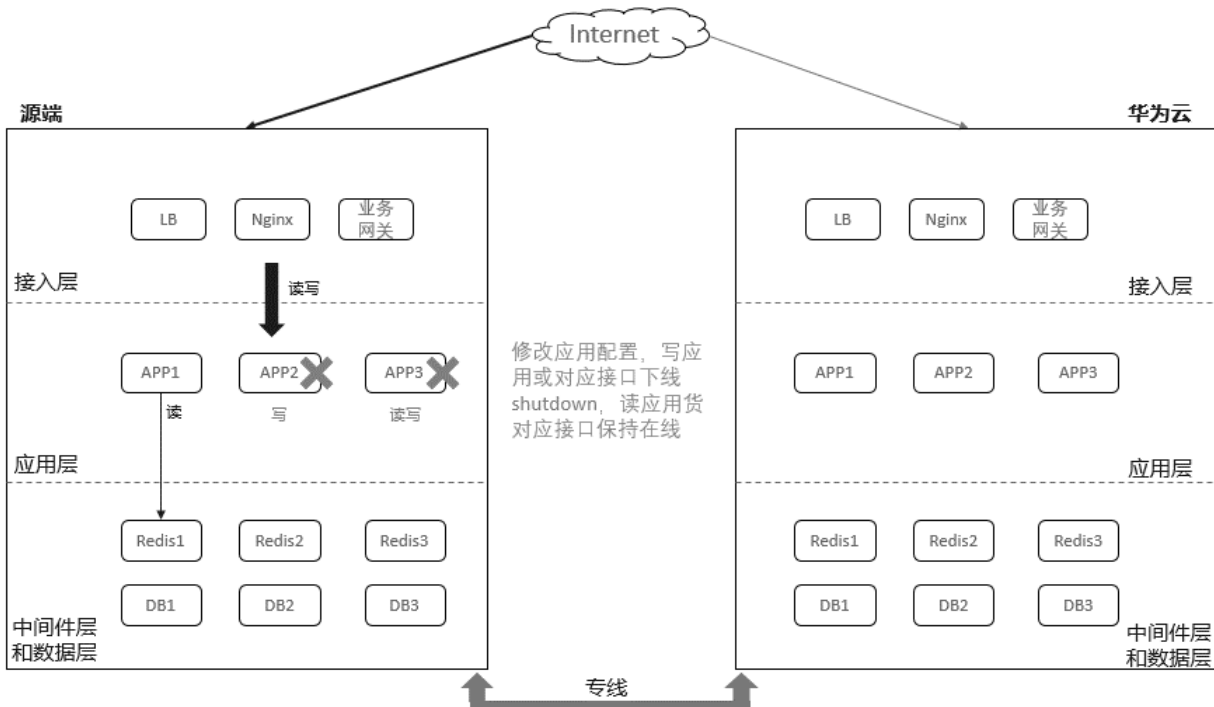 Internet
源端
华为云
LB
Nginx
业务
网关
接入层
读写
APP1
APP2
APP3
读
写
读写
应用层
Redis1
Redis2
Redis3
DB1
DB2
DB3
中间件层
和数据层
修改应用配置，写应
用或对应接口下线
shutdown，读应用货
对应接口保持在线
LB
Nginx
业务
网关
接入层
APP1
APP2
APP3
应用层
Redis1
Redis2
Redis3
DB1
DB2
DB3
中间件层
和数据层
专线